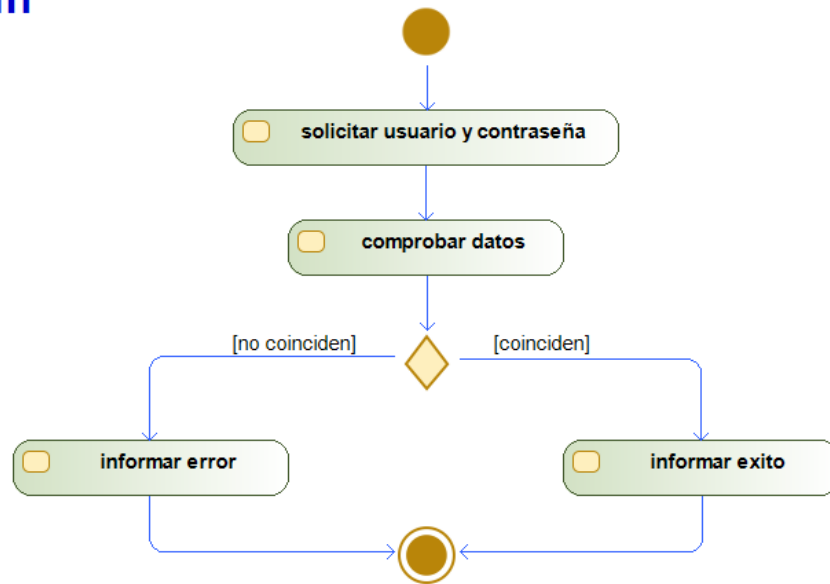 solicitar usuario y contraseña
comprobar datos
[no coinciden]
[coinciden]
informar error
informar exito